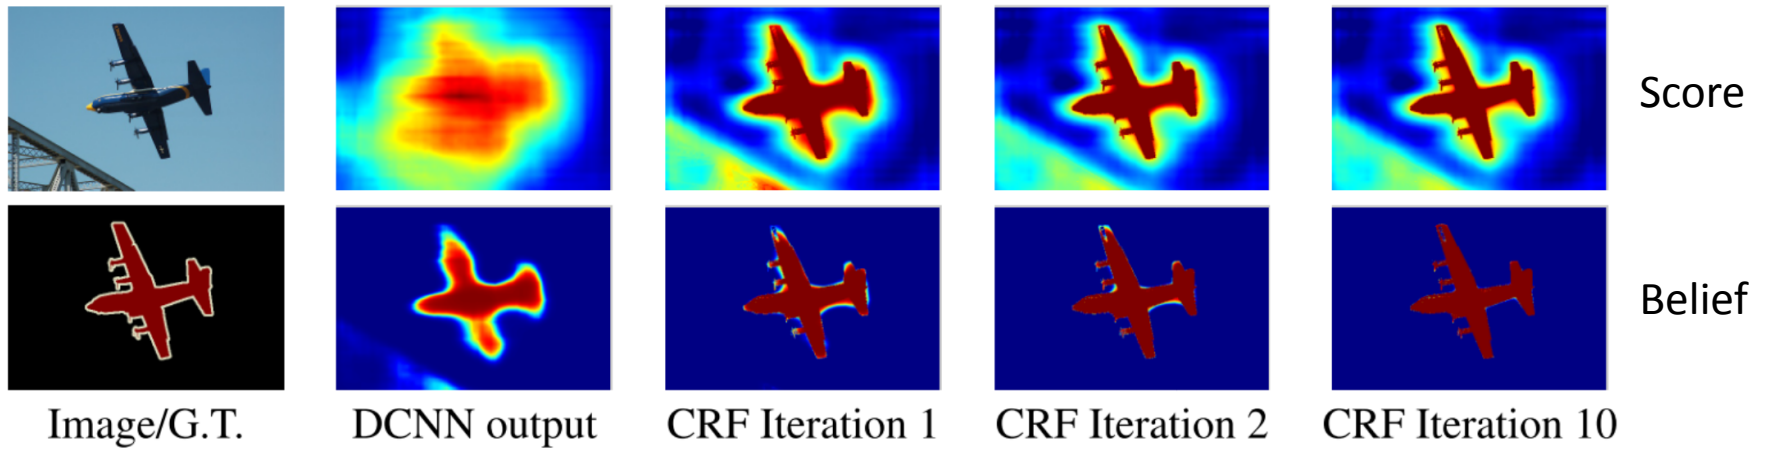 Score
Belief
Image/G.T.
DCNN output
CRF Iteration 1
CRF Iteration 2
CRF Iteration 10